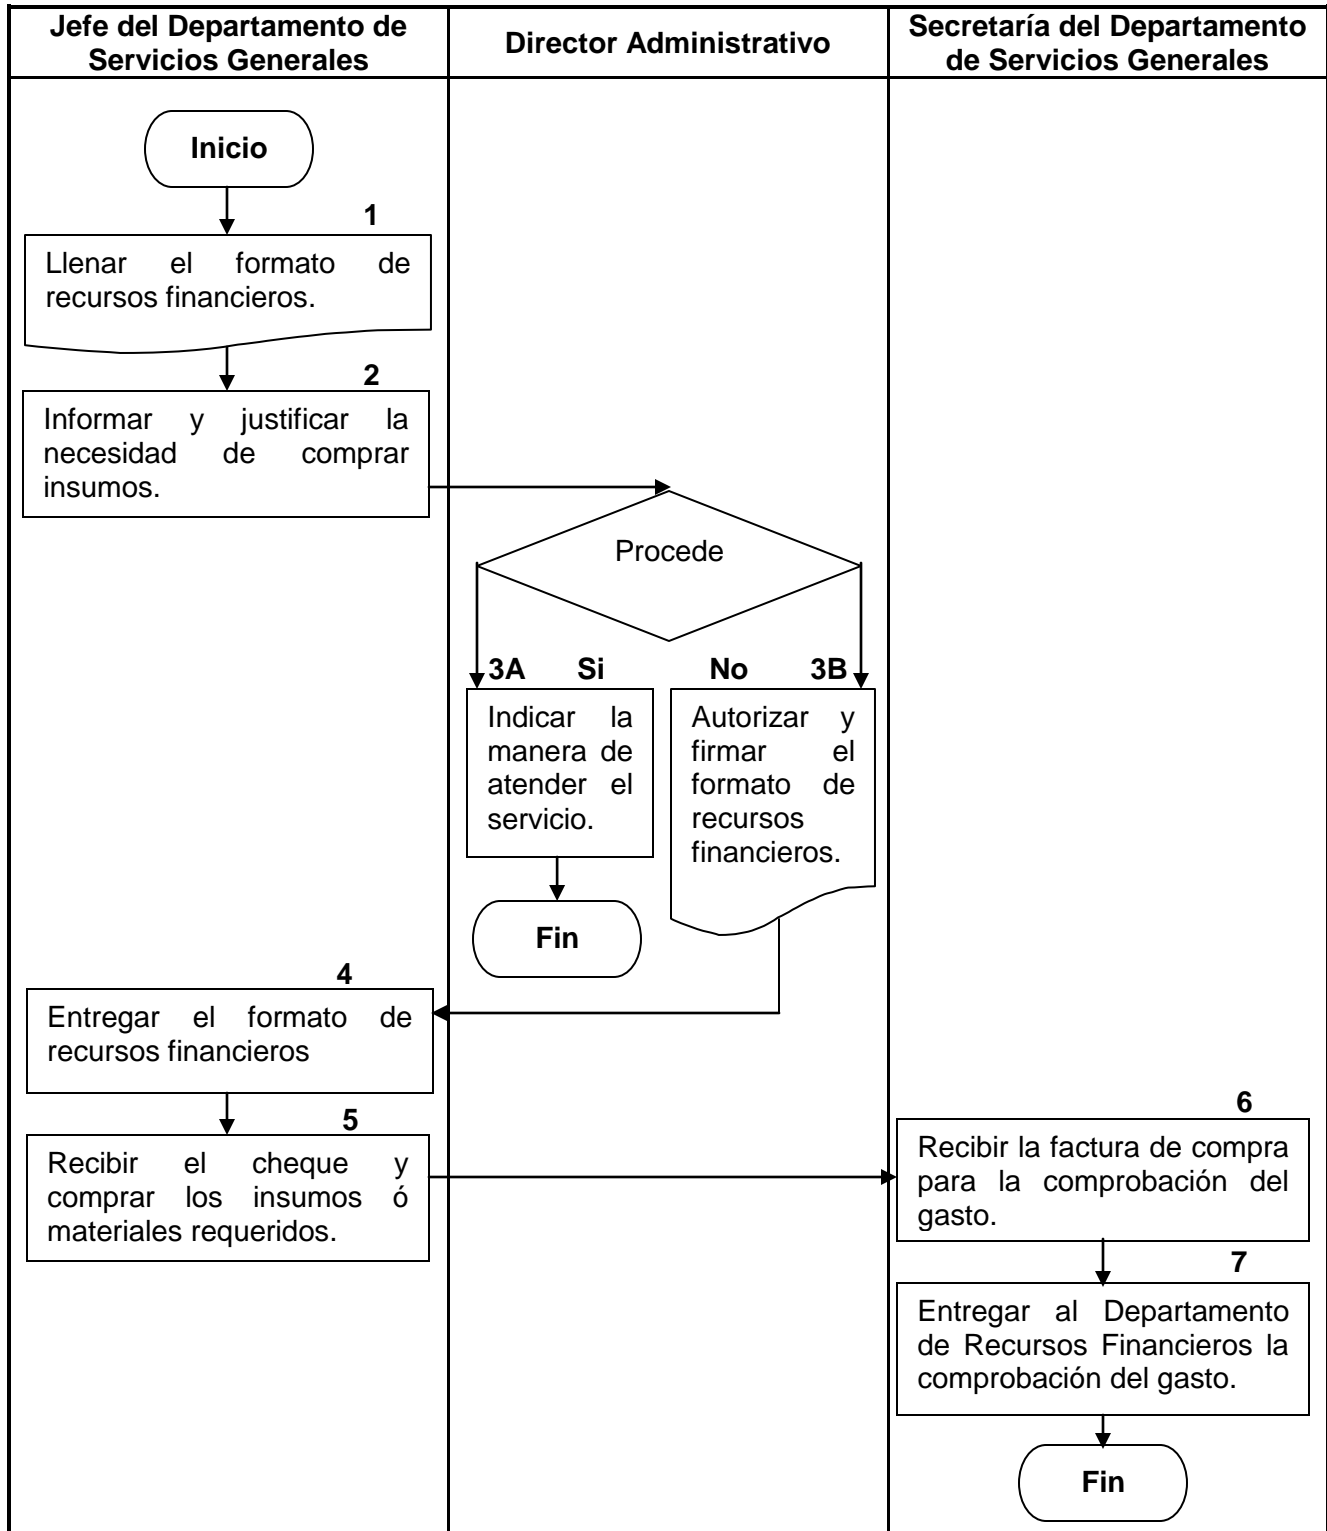 Jefe del Departamento de
Servicios Generales
Director Administrativo
Secretaría del Departamento
de Servicios Generales
Inicio
1
Llenar el formato de
recursos financieros.
2
Informar y justificar la
necesidad de comprar
insumos.
Procede
3A Si
No 3B
Indicar la
manera de
atender el
servicio.
Autorizar y
firmar el
formato de
recursos
financieros.
Fin
4
Entregar el formato de
recursos financieros
5
Recibir el cheque y
comprar los insumos ó
materiales requeridos.
6
Recibir la factura de compra
para la comprobación del
gasto.
7
Entregar al Departamento
de Recursos Financieros la
comprobación del gasto.
Fin